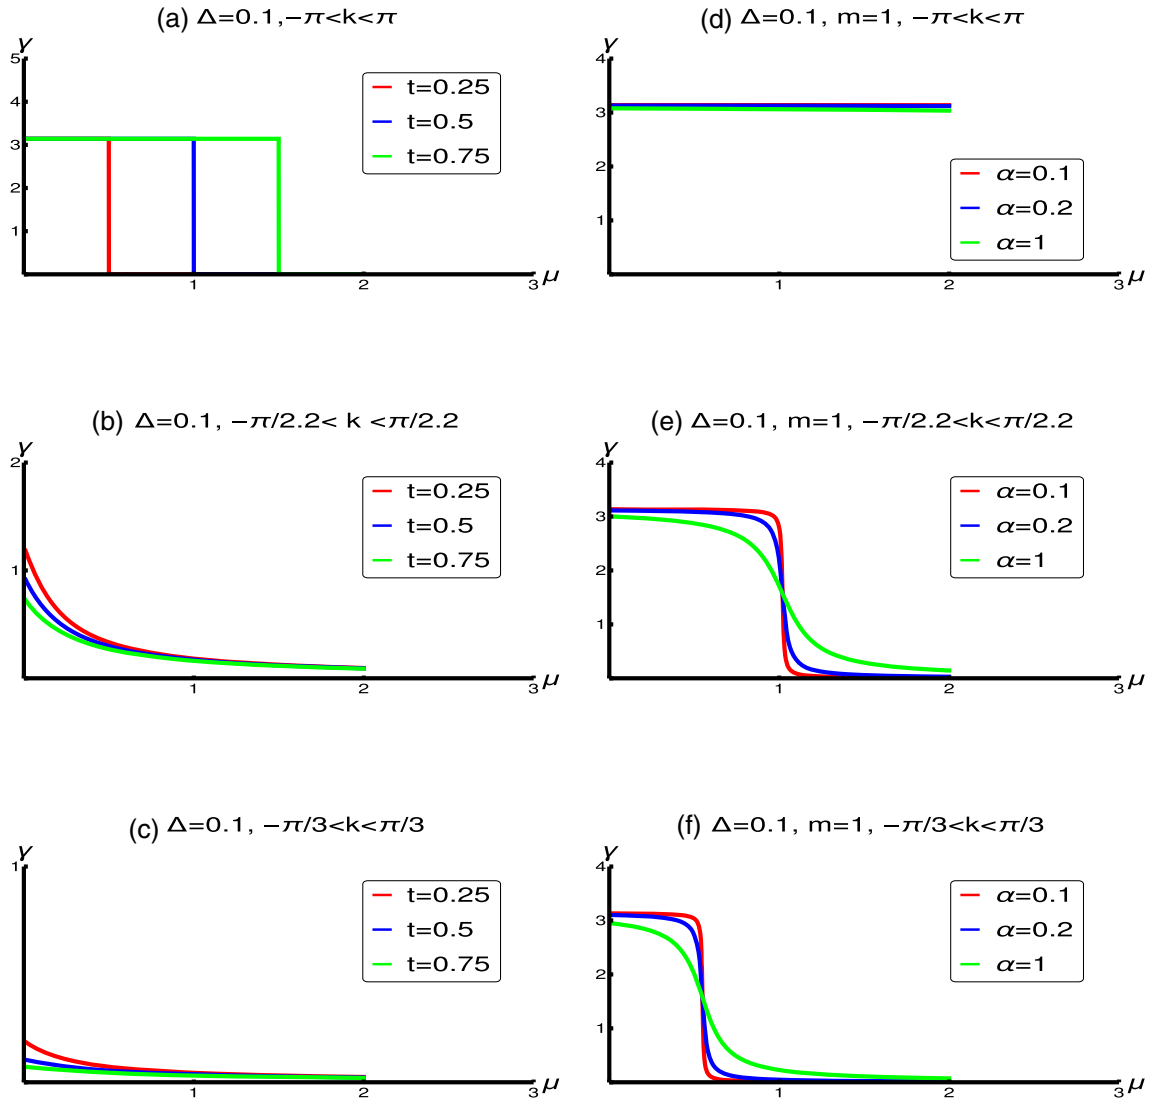 (a) Δ=0.1,−π<k<π
γ
5
4
3
2
1
t=0.25
t=0.5
t=0.75
1
2
3
μ
(d) Δ=0.1, m=1, −π<k<π
γ
4
3
2
1
α=0.1
α=0.2
α=1
1
2
3
μ
(b) Δ=0.1, −π/2.2< k <π/2.2
γ
2
1
t=0.25
t=0.5
t=0.75
1
2
3
μ
(e) Δ=0.1, m=1, −π/2.2<k<π/2.2
γ
4
3
2
1
α=0.1
α=0.2
α=1
1
2
3
μ
(c) Δ=0.1, −π/3<k<π/3
γ
1
t=0.25
t=0.5
t=0.75
1
2
3
μ
(f) Δ=0.1, m=1, −π/3<k<π/3
γ
4
3
2
1
α=0.1
α=0.2
α=1
1
2
3
μ